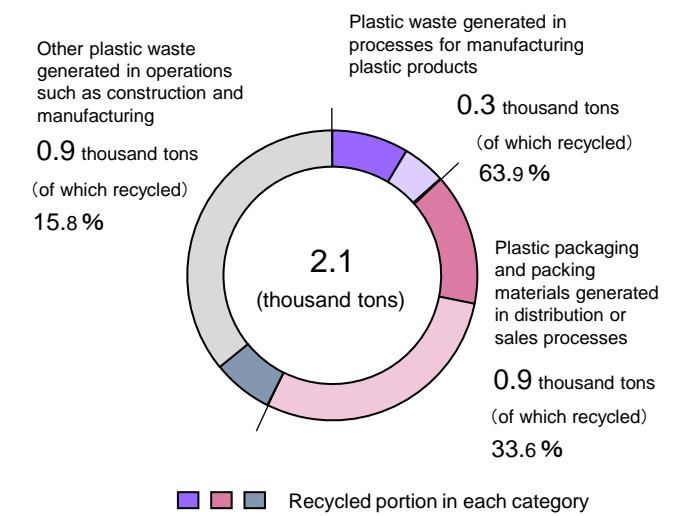 Plastic waste generated in
processes for manufacturing
plastic products
0.3 thousand tons
（of which recycled）
63.9 %
Other plastic waste
generated in operations
such as construction and
manufacturing
0.9 thousand tons
（of which recycled）
15.8 %
2.1
(thousand tons)
Plastic packaging
and packing
materials generated
in distribution or
sales processes
0.9 thousand tons
（of which recycled）
33.6 %
Recycled portion in each category